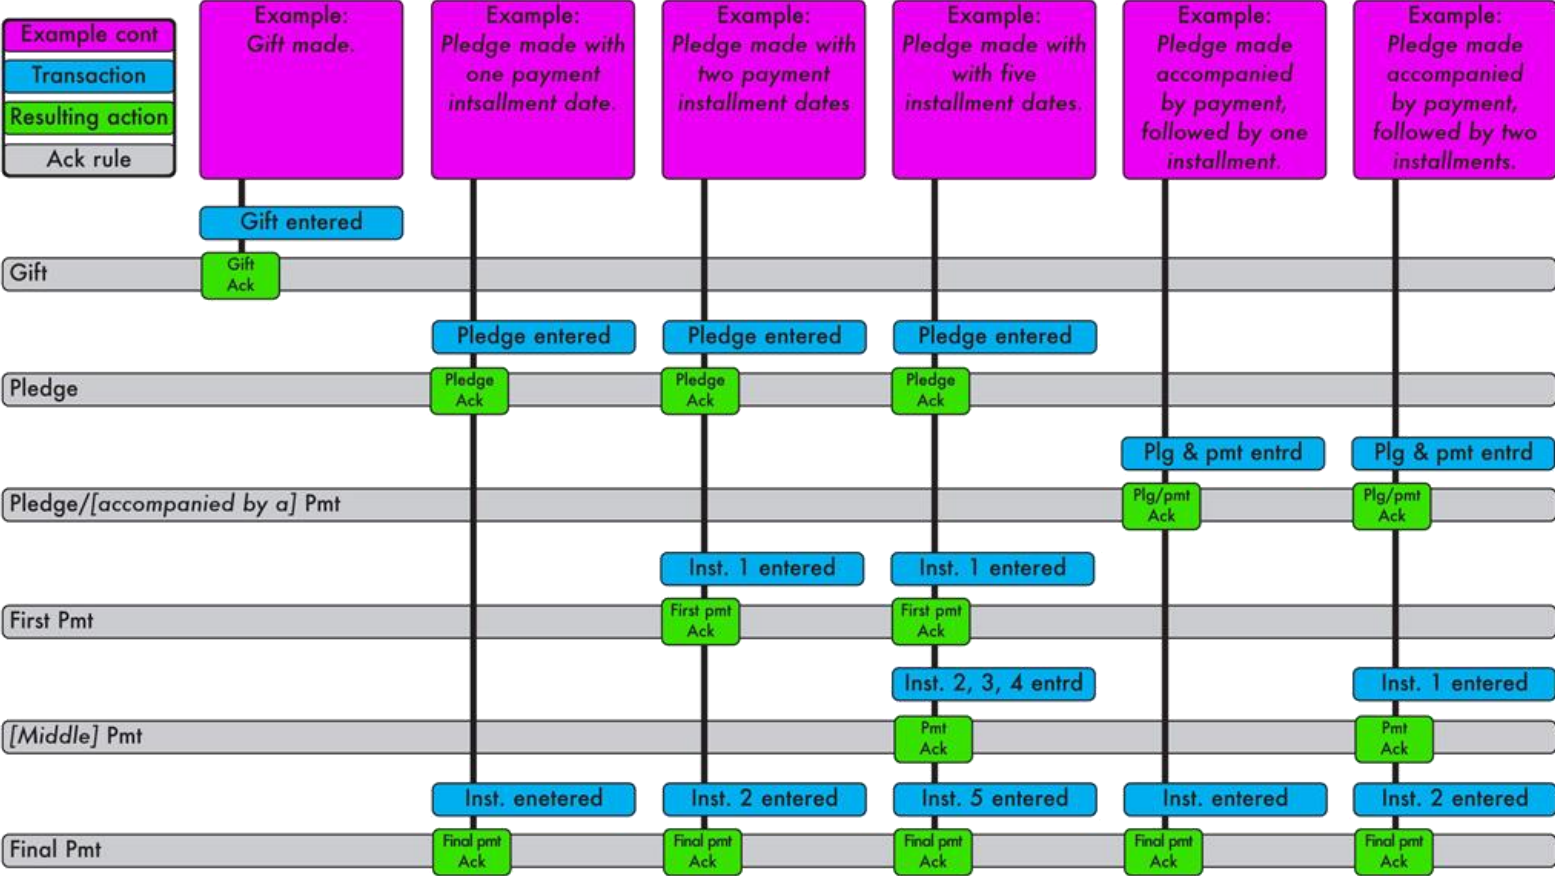 Example cont
Transaction
Resulting action
Ack rule
Example:
Gift made.
Example:
Pledge made with
one payment
intsallment date.
Example:
Pledge made with
two payment
installment dates
Example:
Pledge made with
with five
installment dates.
Example:
Pledge made
accompanied
by payment,
followed by one
installment.
Example:
Pledge made
accompanied
by payment,
followed by two
installments.
Gift entered
Gift
Gift
Ack
Pledge entered
Pledge entered
Pledge entered
Pledge
Pledge
Ack
Pledge
Ack
Pledge
Ack
Plg & pmt entrd
Plg & pmt entrd
Pledge/[accompanied by a] Pmt
Plg/pmt
Ack
Plg/pmt
Ack
Inst. 1 entered
Inst. 1 entered
First Pmt
First pmt
Ack
First pmt
Ack
Inst. 2, 3, 4 entrd
Inst. 1 entered
[Middle] Pmt
Pmt
Ack
Pmt
Ack
Inst. enetered
Inst. 2 entered
Inst. 5 entered
Inst. entered
Inst. 2 entered
Final Pmt
Final pmt
Ack
Final pmt
Ack
Final pmt
Ack
Final pmt
Ack
Final pmt
Ack